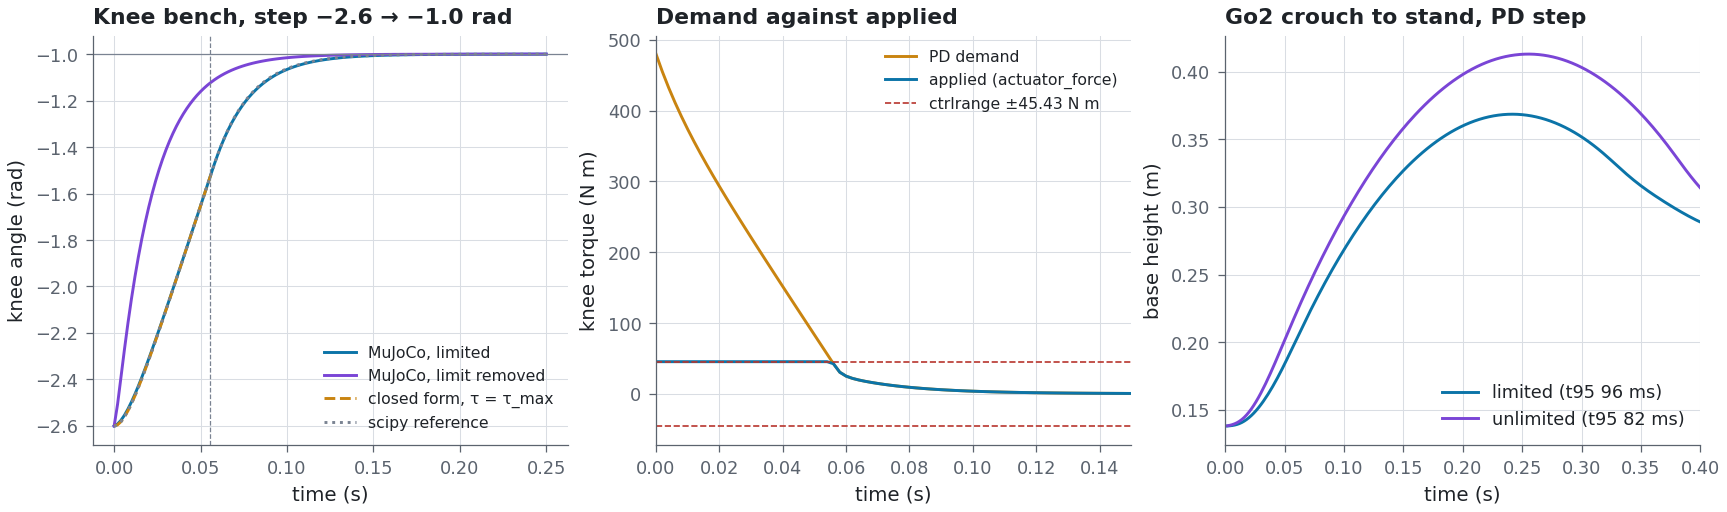 Knee bench, step −2.6 → −1.0 rad
knee angle (rad)
−1.0
−1.2
−1.4
−1.6
−1.8
−2.0
−2.2
−2.4
−2.6
MuJoCo, limited
MuJoCo, limit removed
closed form, τ = τ_max
scipy reference
0.00 0.05 0.10 0.15 0.20 0.25
time (s)
Demand against applied
knee torque (N m)
500
400
300
200
100
0
PD demand
applied (actuator_force)
ctrlrange ±45.43 N m
0.00 0.02 0.04 0.06 0.08 0.10 0.12 0.14
time (s)
Go2 crouch to stand, PD step
base height (m)
0.40
0.35
0.30
0.25
0.20
0.15
limited (t95 96 ms)
unlimited (t95 82 ms)
0.00 0.05 0.10 0.15 0.20 0.25 0.30 0.35 0.40
time (s)